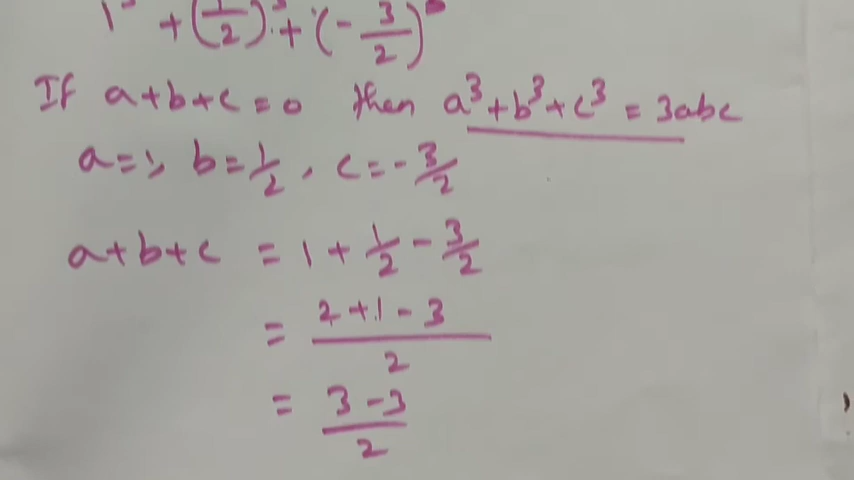 1³ + (1/2)³ + (- 3/2)³
If a+b+c = 0 then a³+b³+c³ = 3abc
a=1, b=1/2, c=-3/2
a+b+c = 1 + 1/2 - 3/2
= 2+1-3/2
= 3-3/2